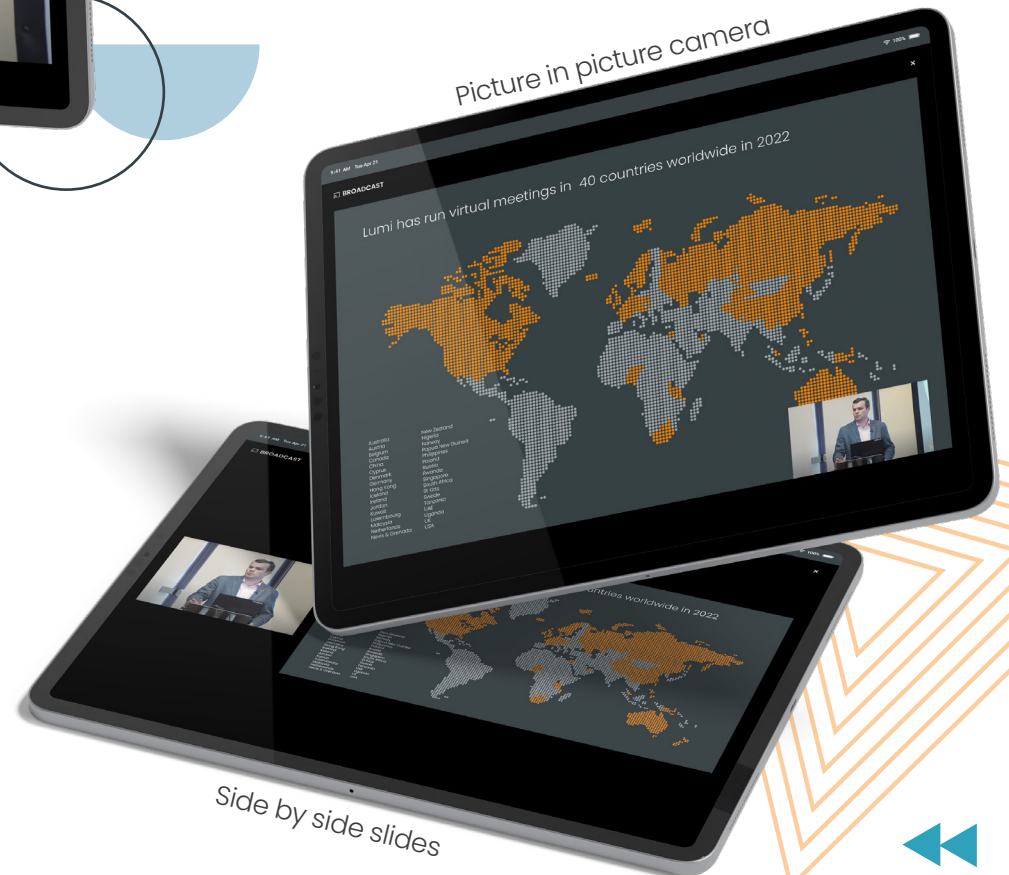 Picture in picture camera
9:41 AM Tue Apr 21
100%
BROADCAST
Lumi has run virtual meetings in 40 countries worldwide in 2022
Australia
Austria
Belgium
Canada
China
Cyprus
Denmark
Germany
Hong Kong
Iceland
Ireland
Jordan
Kuwait
Luxembourg
Malaysia
Netherlands
Nevis & Grenada
New Zealand
Nigeria
Norway
Papua New Guinea
Philippines
Poland
Russia
Rwanda
Singapore
South Africa
St Kitts
Swede
Tanzania
UAE
Uganda
UK
USA
9:41 AM Tue Apr 21
100%
BROADCAST
countries worldwide in 2022
Side by side slides